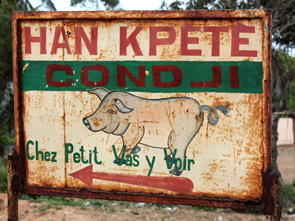 HAN KPETE
CONDJI
Chez Petit Vas y Voir